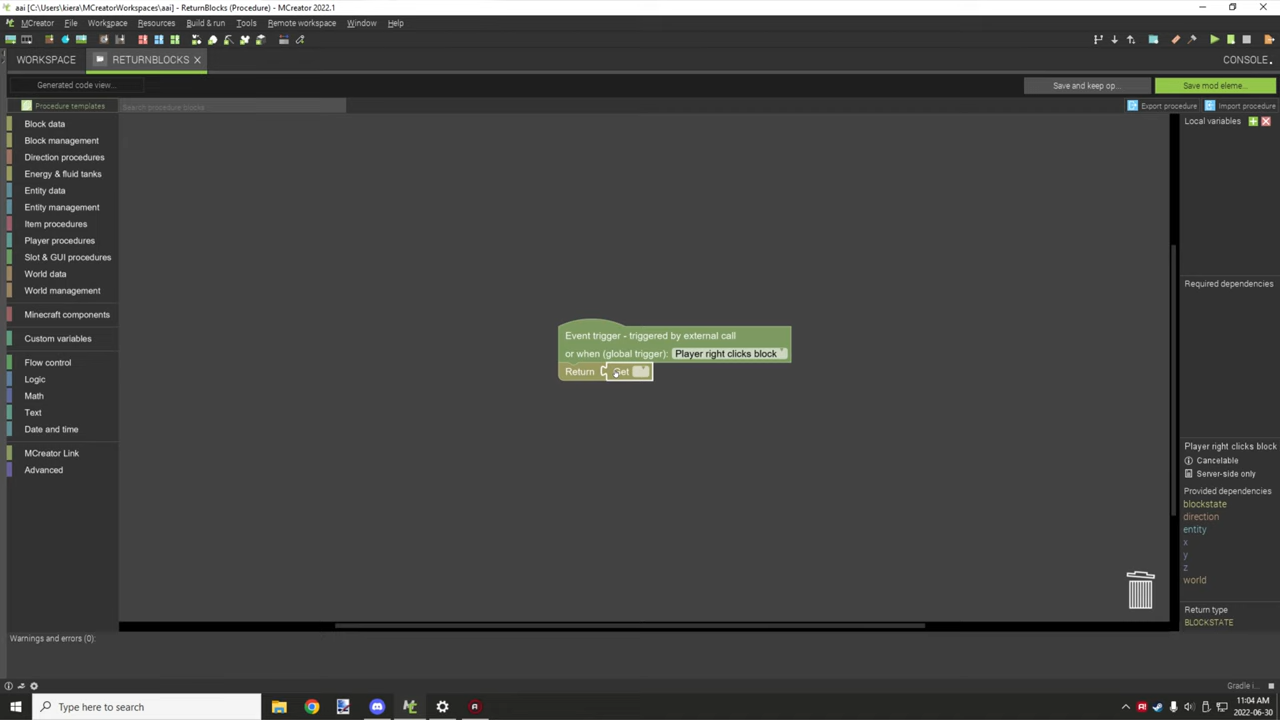 aai [C:\Users\kiera\MCreatorWorkspaces\aai] - ReturnBlocks (Procedure) - MCreator 2022.1
MCreator File Workspace Resources Build & run Tools Remote workspace Window Help
WORKSPACE RETURNBLOCKS CONSOLE
Generated code view... Save and keep op... Save mod eleme...
Procedure templates Search procedure blocks Export procedure Import procedure
Block data
Block management
Direction procedures
Energy & fluid tanks
Entity data
Entity management
Item procedures
Player procedures
Slot & GUI procedures
World data
World management
Minecraft components
Custom variables
Flow control
Logic
Math
Text
Date and time
MCreator Link
Advanced
Event trigger - triggered by external call
or when (global trigger): Player right clicks block
Return Get
Local variables
Required dependencies
Player right clicks block
Cancelable
Server-side only
Provided dependencies:
blockstate
direction
entity
x
y
z
world
Return type
BLOCKSTATE
Warnings and errors (0):
Gradle i...
Type here to search
11:04 AM
2022-06-30